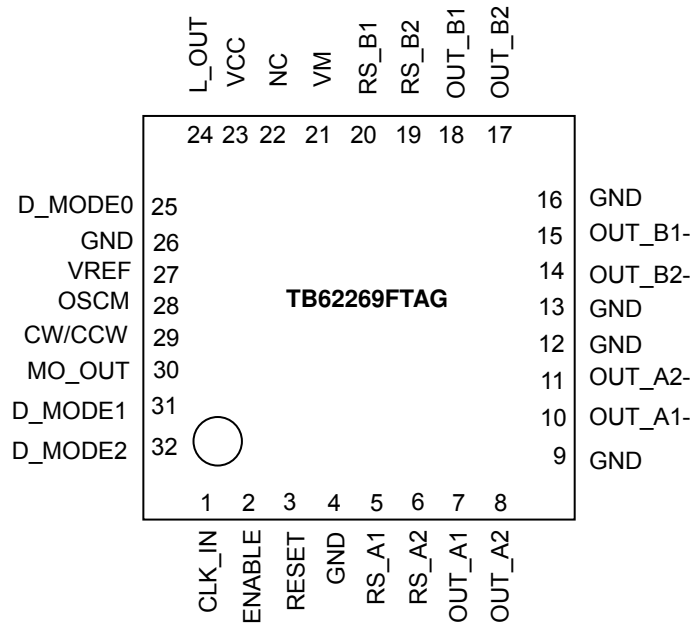 L_OUT
VCC
NC
VM
RS_B1
RS_B2
OUT_B1
OUT_B2
24 23 22 21 20 19 18 17
D_MODE0 25
GND 26
VREF 27
OSCM 28
CW/CCW 29
MO_OUT 30
D_MODE1 31
D_MODE2 32
TB62269FTAG
16 GND
15 OUT_B1-
14 OUT_B2-
13 GND
12 GND
11 OUT_A2-
10 OUT_A1-
9 GND
1 2 3 4 5 6 7 8
CLK_IN
ENABLE
RESET
GND
RS_A1
RS_A2
OUT_A1
OUT_A2